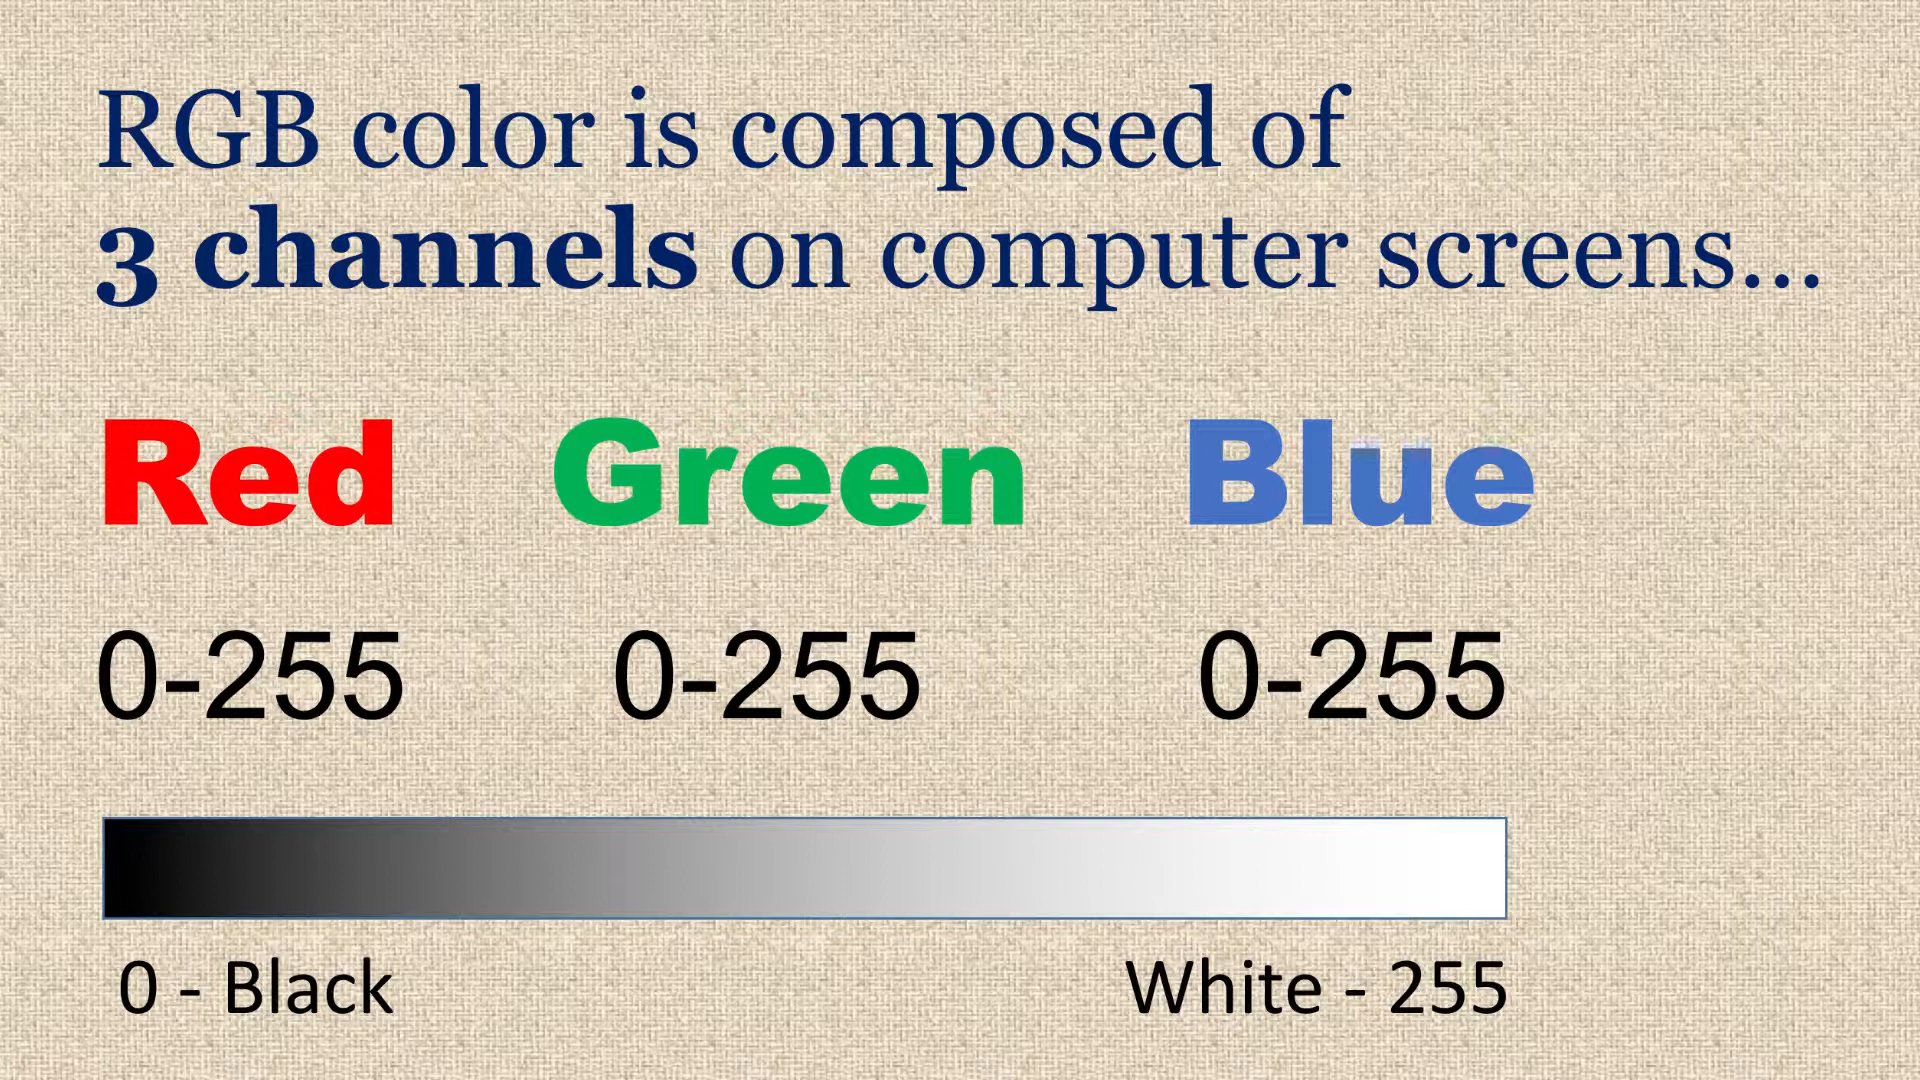 RGB color is composed of
3 channels on computer screens...
Red Green Blue
0-255 0-255 0-255
0 - Black White - 255